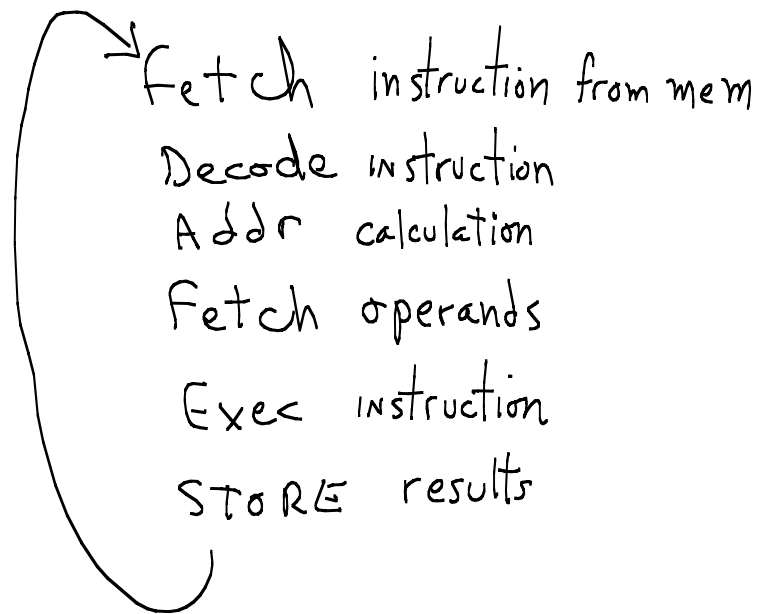 Fetch instruction from mem
Decode instruction
Addr calculation
Fetch operands
Exec instruction
STORE results